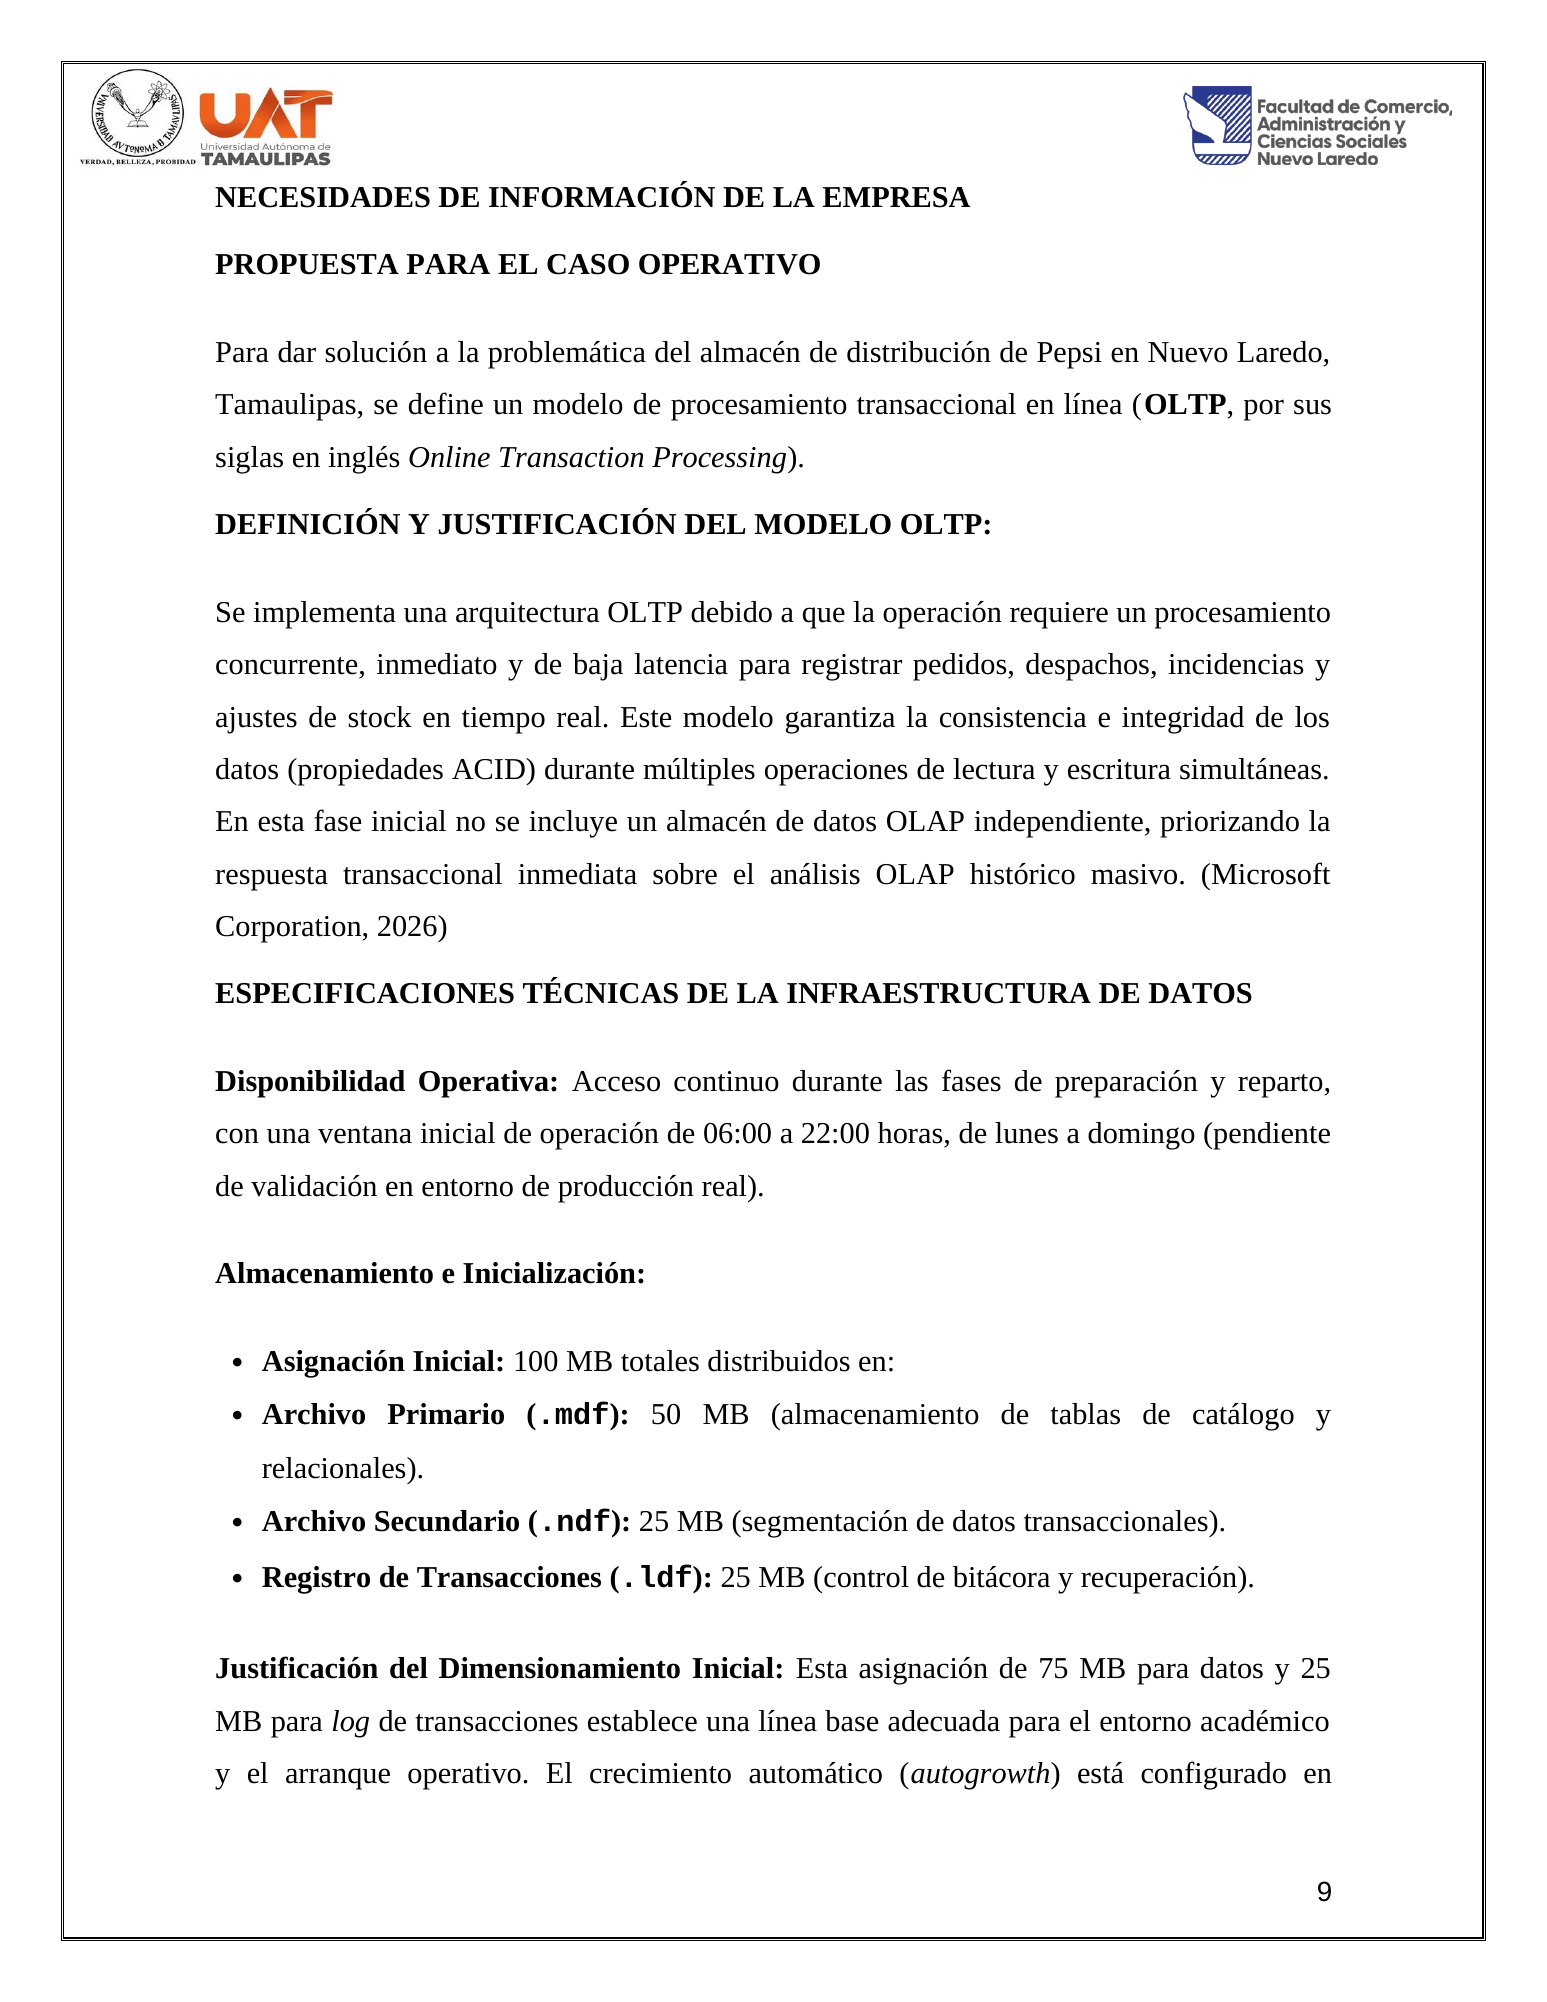 VNIVERSIDAD AVTONOMA D TAMAVLIPAS
VERDAD, BELLEZA, PROBIDAD
UAT
Universidad Autónoma de
TAMAULIPAS
Facultad de Comercio,
Administración y
Ciencias Sociales
Nuevo Laredo
NECESIDADES DE INFORMACIÓN DE LA EMPRESA
PROPUESTA PARA EL CASO OPERATIVO
Para dar solución a la problemática del almacén de distribución de Pepsi en Nuevo Laredo,
Tamaulipas, se define un modelo de procesamiento transaccional en línea (OLTP, por sus
siglas en inglés Online Transaction Processing).
DEFINICIÓN Y JUSTIFICACIÓN DEL MODELO OLTP:
Se implementa una arquitectura OLTP debido a que la operación requiere un procesamiento
concurrente, inmediato y de baja latencia para registrar pedidos, despachos, incidencias y
ajustes de stock en tiempo real. Este modelo garantiza la consistencia e integridad de los
datos (propiedades ACID) durante múltiples operaciones de lectura y escritura simultáneas.
En esta fase inicial no se incluye un almacén de datos OLAP independiente, priorizando la
respuesta transaccional inmediata sobre el análisis OLAP histórico masivo. (Microsoft
Corporation, 2026)
ESPECIFICACIONES TÉCNICAS DE LA INFRAESTRUCTURA DE DATOS
Disponibilidad Operativa: Acceso continuo durante las fases de preparación y reparto,
con una ventana inicial de operación de 06:00 a 22:00 horas, de lunes a domingo (pendiente
de validación en entorno de producción real).
Almacenamiento e Inicialización:
• Asignación Inicial: 100 MB totales distribuidos en:
• Archivo Primario (.mdf): 50 MB (almacenamiento de tablas de catálogo y
relacionales).
• Archivo Secundario (.ndf): 25 MB (segmentación de datos transaccionales).
• Registro de Transacciones (.ldf): 25 MB (control de bitácora y recuperación).
Justificación del Dimensionamiento Inicial: Esta asignación de 75 MB para datos y 25
MB para log de transacciones establece una línea base adecuada para el entorno académico
y el arranque operativo. El crecimiento automático (autogrowth) está configurado en
9